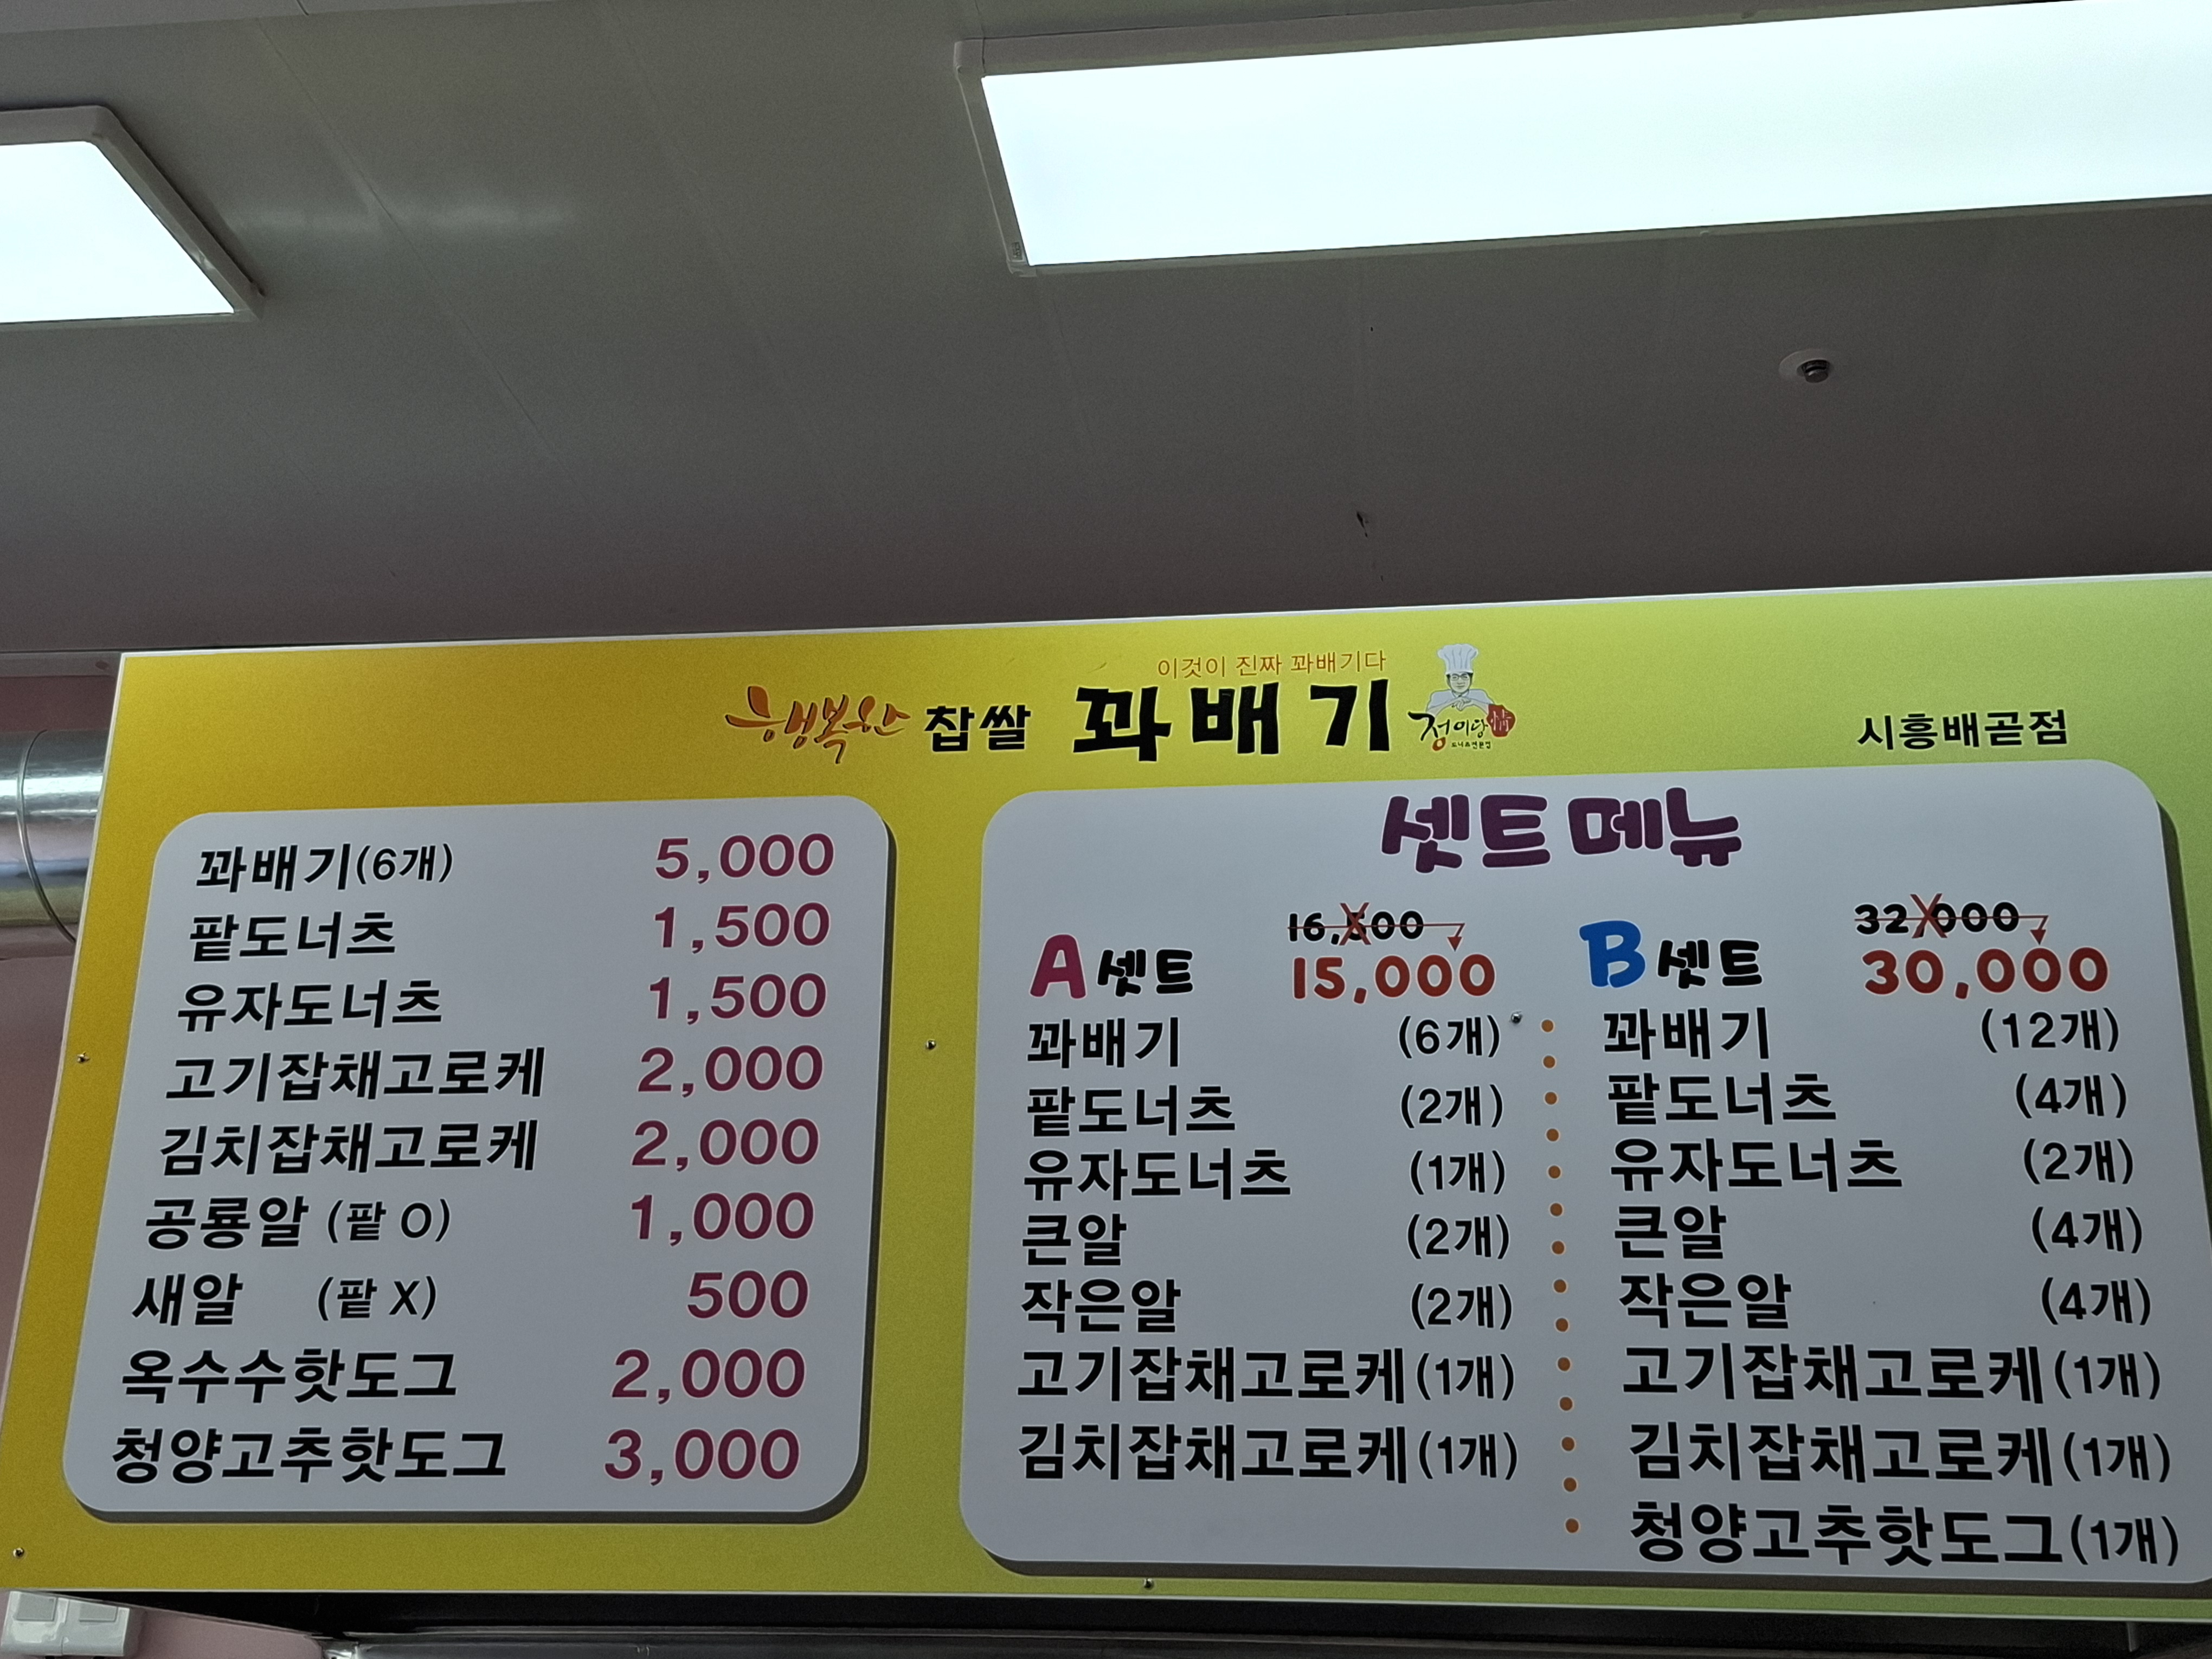 이것이 진짜 꽈배기다
행복한 찹쌀 꽈배기
정이당 情
도너츠전문점
시흥배곧점
꽈배기(6개) 5,000
팥도너츠 1,500
유자도너츠 1,500
고기잡채고로케 2,000
김치잡채고로케 2,000
공룡알 (팥 O) 1,000
새알 (팥 X) 500
옥수수핫도그 2,000
청양고추핫도그 3,000
셋트 메뉴
16,500
A 셋트 15,000
꽈배기 (6개)
팥도너츠 (2개)
유자도너츠 (1개)
큰알 (2개)
작은알 (2개)
고기잡채고로케(1개)
김치잡채고로케(1개)
32,000
B 셋트 30,000
꽈배기 (12개)
팥도너츠 (4개)
유자도너츠 (2개)
큰알 (4개)
작은알 (4개)
고기잡채고로케(1개)
김치잡채고로케(1개)
청양고추핫도그(1개)